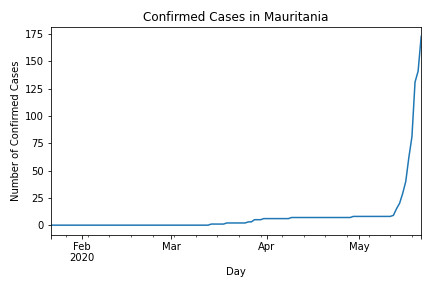 Confirmed Cases in Mauritania
175
150
125
100
75
50
25
0
Number of Confirmed Cases
Feb
2020
Mar
Apr
May
Day